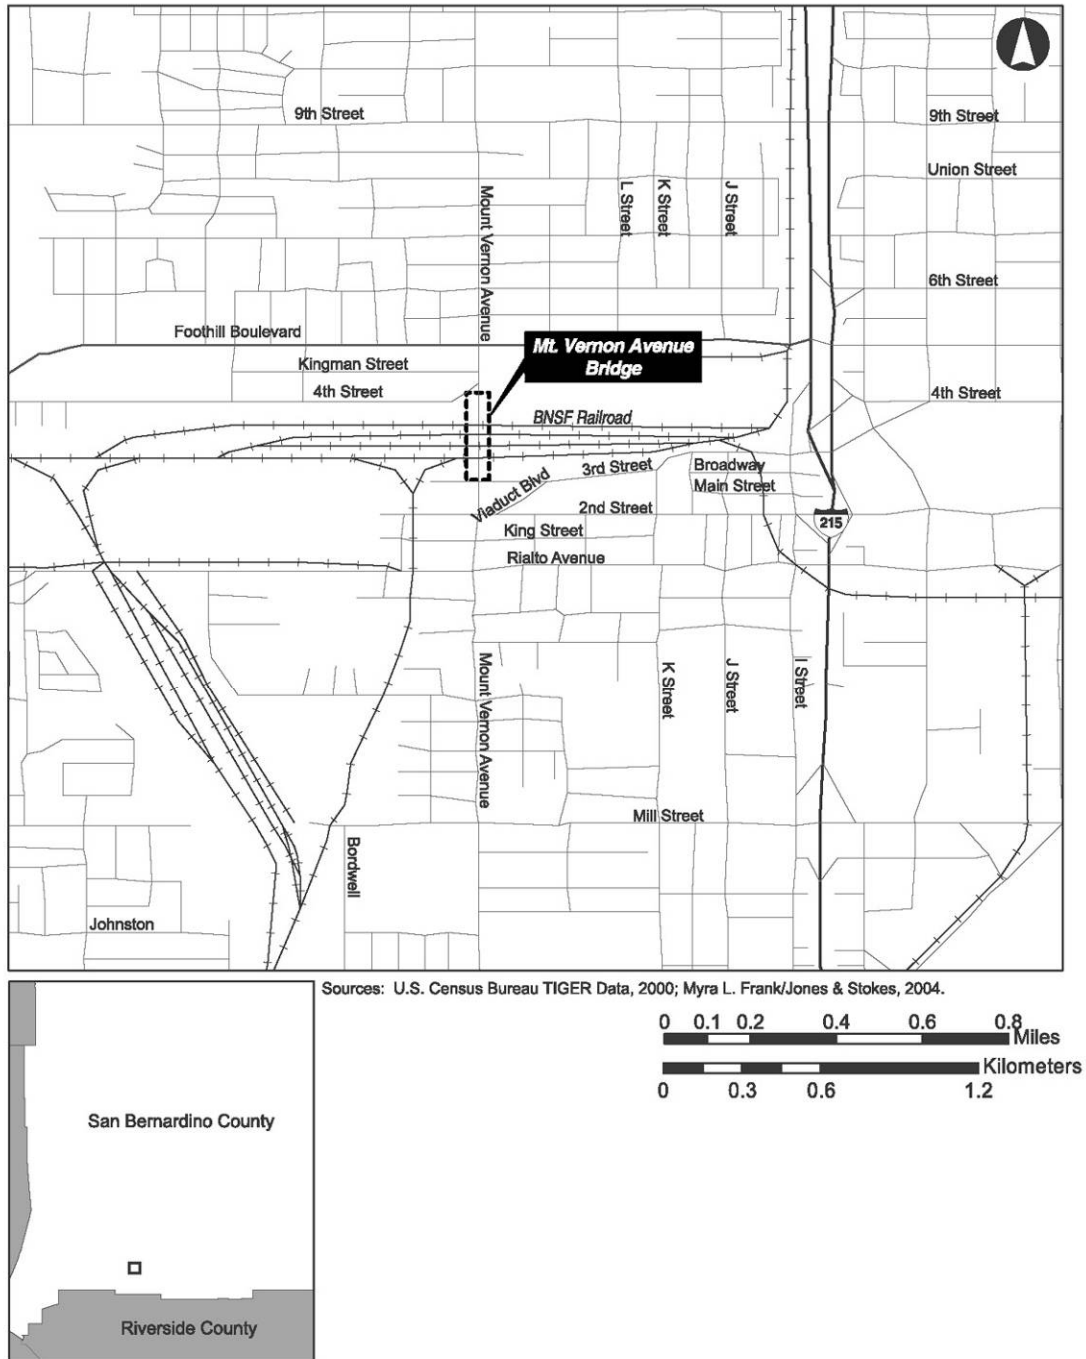 9th Street
9th Street
Union Street
L Street
K Street
J Street
Mount Vernon Avenue
6th Street
Foothill Boulevard
Mt. Vernon Avenue
Bridge
Kingman Street
4th Street
4th Street
BNSF Railroad
3rd Street
Broadway
Main Street
Viaduct Blvd
2nd Street
215
King Street
Rialto Avenue
Mount Vernon Avenue
K Street
J Street
I Street
Mill Street
Bordwell
Johnston
Sources: U.S. Census Bureau TIGER Data, 2000; Myra L. Frank/Jones & Stokes, 2004.
0 0.1 0.2 0.4 0.6 0.8
Miles
Kilometers
0 0.3 0.6 1.2
San Bernardino County
Riverside County